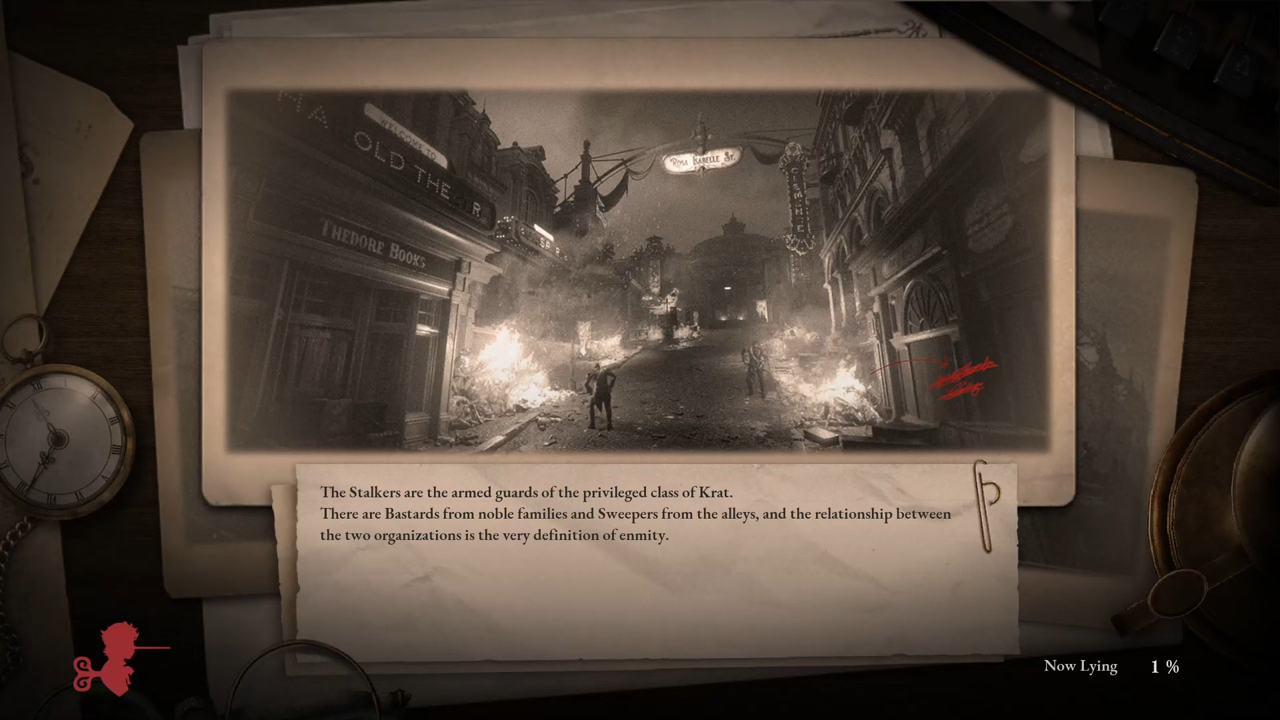 WELCOME TO
OLD THE R
THEDORE BOOKS
ROSA ISABELLE St.
The Stalkers are the armed guards of the privileged class of Krat.
There are Bastards from noble families and Sweepers from the alleys, and the relationship between
the two organizations is the very definition of enmity.
Now Lying 1 %